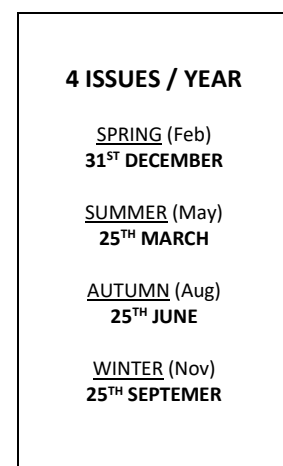 4 ISSUES / YEAR
SPRING (Feb)
31ST DECEMBER
SUMMER (May)
25TH MARCH
AUTUMN (Aug)
25TH JUNE
WINTER (Nov)
25TH SEPTEMER